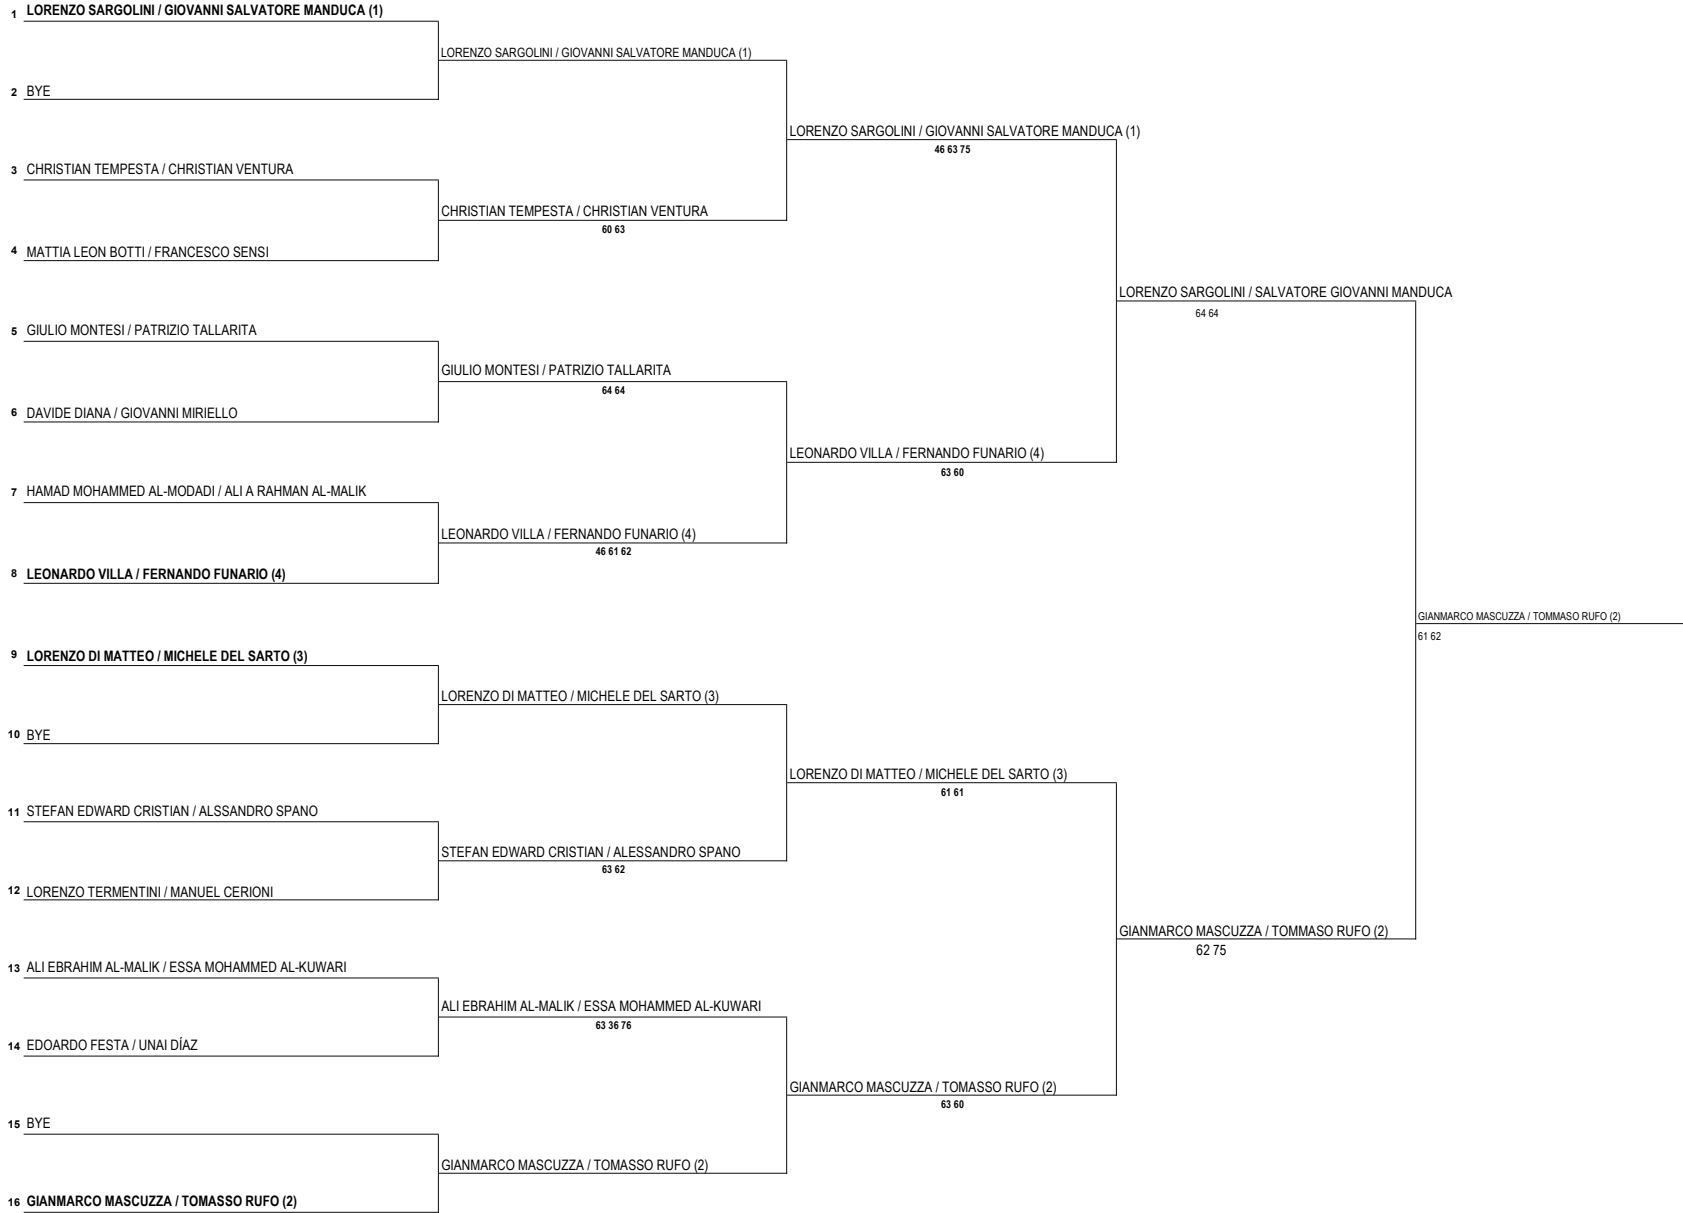 1 LORENZO SARGOLINI / GIOVANNI SALVATORE MANDUCA (1)
LORENZO SARGOLINI / GIOVANNI SALVATORE MANDUCA (1)
2 BYE
LORENZO SARGOLINI / GIOVANNI SALVATORE MANDUCA (1)
46 63 75
3 CHRISTIAN TEMPESTA / CHRISTIAN VENTURA
CHRISTIAN TEMPESTA / CHRISTIAN VENTURA
60 63
4 MATTIA LEON BOTTI / FRANCESCO SENSI
LORENZO SARGOLINI / SALVATORE GIOVANNI MANDUCA
64 64
5 GIULIO MONTESI / PATRIZIO TALLARITA
GIULIO MONTESI / PATRIZIO TALLARITA
64 64
6 DAVIDE DIANA / GIOVANNI MIRIELLO
LEONARDO VILLA / FERNANDO FUNARIO (4)
63 60
7 HAMAD MOHAMMED AL-MODADI / ALI A RAHMAN AL-MALIK
LEONARDO VILLA / FERNANDO FUNARIO (4)
46 61 62
8 LEONARDO VILLA / FERNANDO FUNARIO (4)
GIANMARCO MASCUZZA / TOMMASO RUFO (2)
61 62
9 LORENZO DI MATTEO / MICHELE DEL SARTO (3)
LORENZO DI MATTEO / MICHELE DEL SARTO (3)
10 BYE
LORENZO DI MATTEO / MICHELE DEL SARTO (3)
61 61
11 STEFAN EDWARD CRISTIAN / ALSSANDRO SPANO
STEFAN EDWARD CRISTIAN / ALESSANDRO SPANO
63 62
12 LORENZO TERMENTINI / MANUEL CERIONI
GIANMARCO MASCUZZA / TOMMASO RUFO (2)
62 75
13 ALI EBRAHIM AL-MALIK / ESSA MOHAMMED AL-KUWARI
ALI EBRAHIM AL-MALIK / ESSA MOHAMMED AL-KUWARI
63 36 76
14 EDOARDO FESTA / UNAI DÍAZ
GIANMARCO MASCUZZA / TOMASSO RUFO (2)
63 60
15 BYE
GIANMARCO MASCUZZA / TOMASSO RUFO (2)
16 GIANMARCO MASCUZZA / TOMASSO RUFO (2)